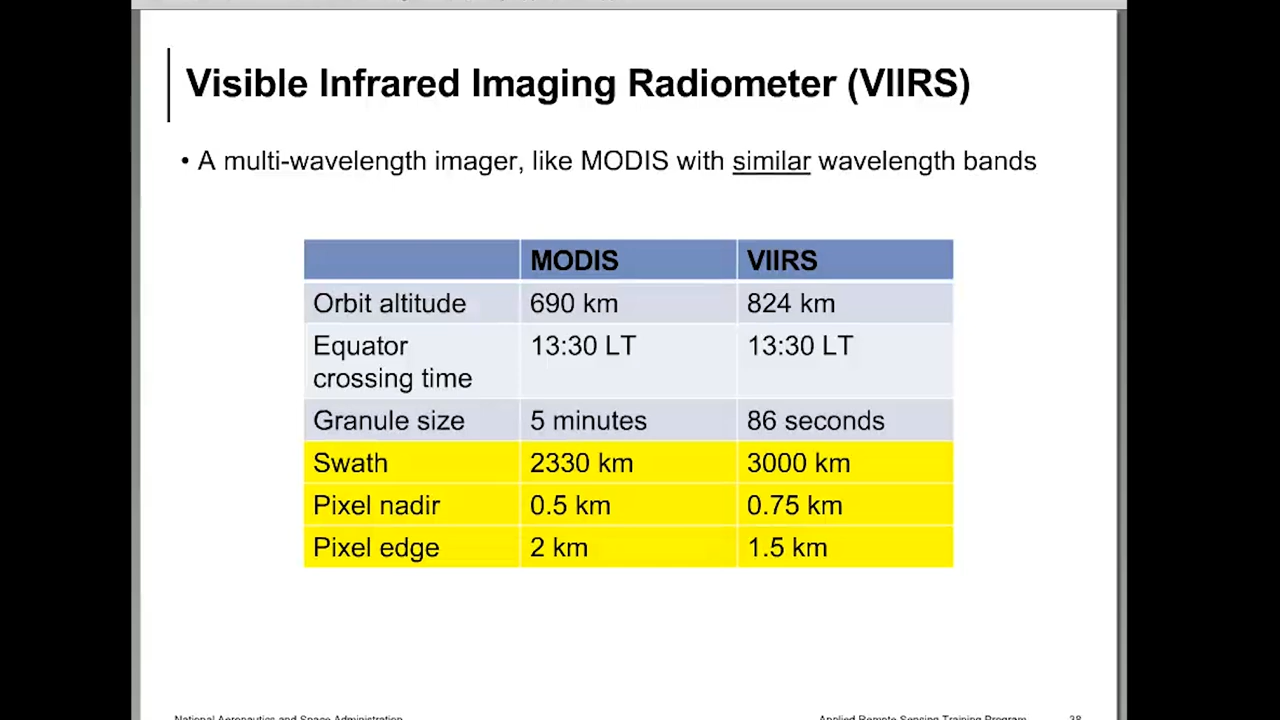 Visible Infrared Imaging Radiometer (VIIRS)
• A multi-wavelength imager, like MODIS with similar wavelength bands
MODIS VIIRS
Orbit altitude 690 km 824 km
Equator crossing time 13:30 LT 13:30 LT
Granule size 5 minutes 86 seconds
Swath 2330 km 3000 km
Pixel nadir 0.5 km 0.75 km
Pixel edge 2 km 1.5 km
National Aeronautics and Space Administration Applied Remote Sensing Training Program 38